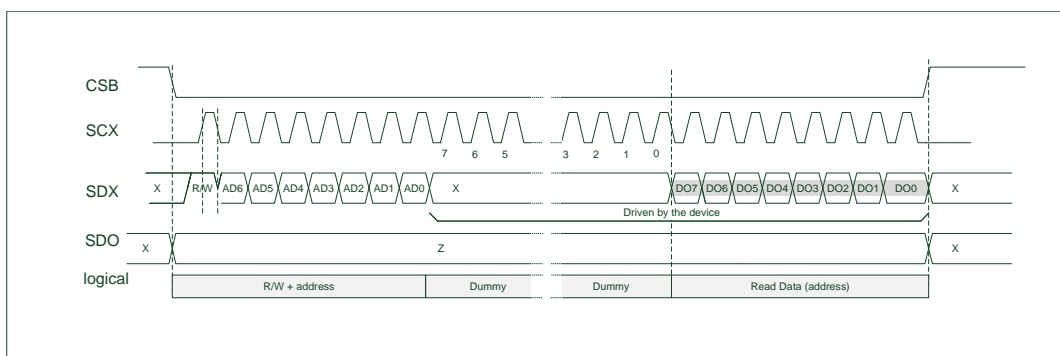 CSB
SCX
7 6 5 3 2 1 0
SDX X R/W AD6 AD5 AD4 AD3 AD2 AD1 AD0 X DO7 DO6 DO5 DO4 DO3 DO2 DO1 DO0 X
Driven by the device
SDO X Z X
logical R/W + address Dummy Dummy Read Data (address)